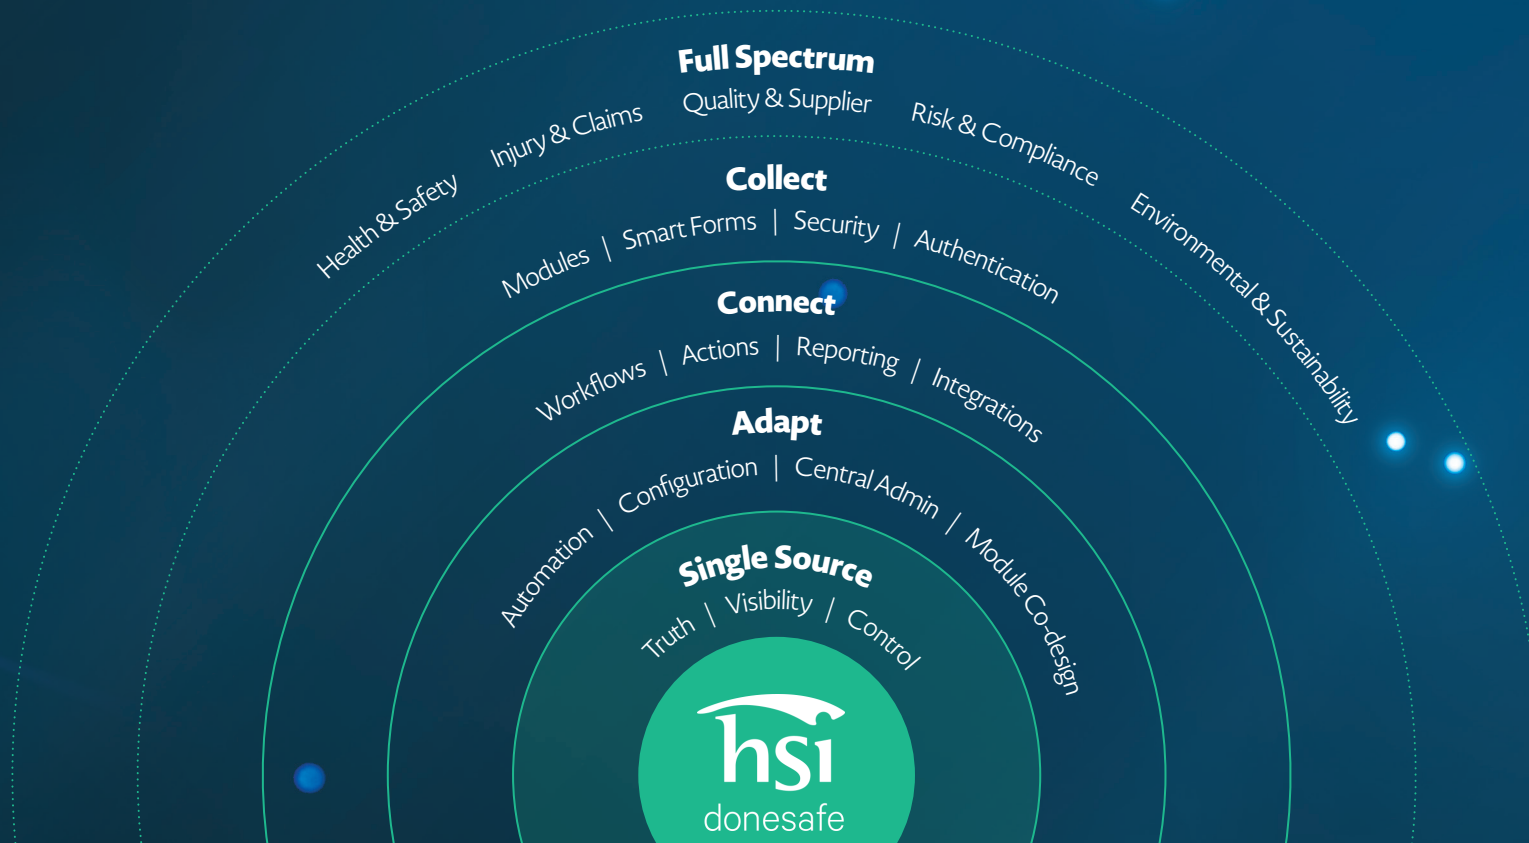 Full Spectrum
Health & Safety Injury & Claims Quality & Supplier Risk & Compliance Environmental & Sustainability
Collect
Modules | Smart Forms | Security | Authentication
Connect
Workflows | Actions | Reporting | Integrations
Adapt
Automation | Configuration | Central Admin | Module Co-design
Single Source
Truth | Visibility | Control
hsi
donesafe